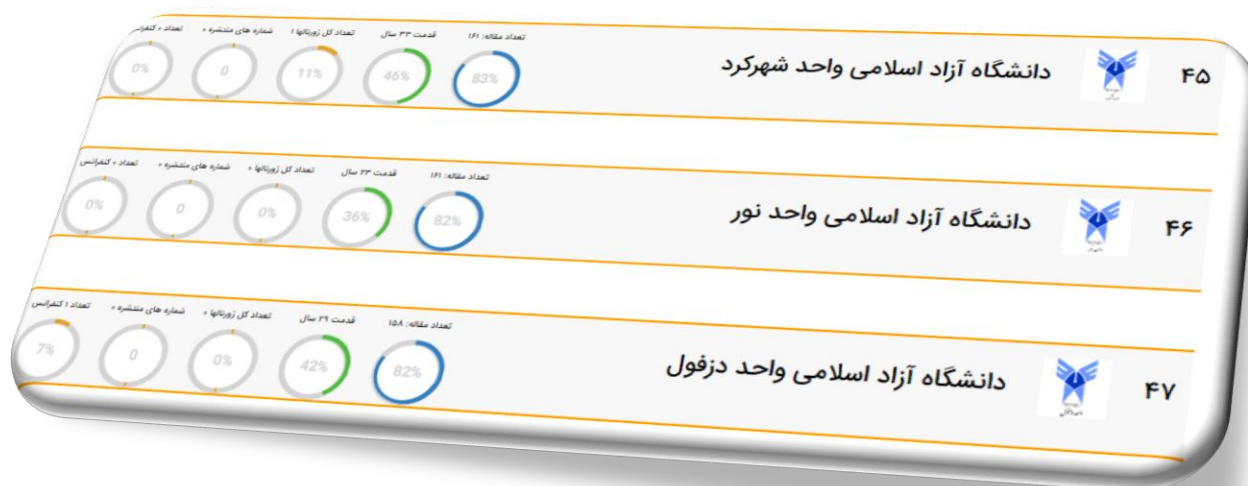 ۴۵
دانشگاه آزاد اسلامی واحد شهرکرد
تعداد مقاله: ۱۶۱
83%
قدمت ۳۳ سال
46%
تعداد کل ژورنالها ۱
11%
شماره های منتشره ۰
0
تعداد ۰
0%
۴۶
دانشگاه آزاد اسلامی واحد نور
تعداد مقاله: ۱۶۱
82%
قدمت ۲۳ سال
36%
تعداد کل ژورنالها ۰
0%
شماره های منتشره ۰
0
تعداد ۰ کنفرانس
0%
۴۷
دانشگاه آزاد اسلامی واحد دزفول
تعداد مقاله: ۱۵۸
82%
قدمت ۲۹ سال
42%
تعداد کل ژورنالها ۰
0%
شماره های منتشره ۰
0
تعداد ۱ کنفرانس
7%